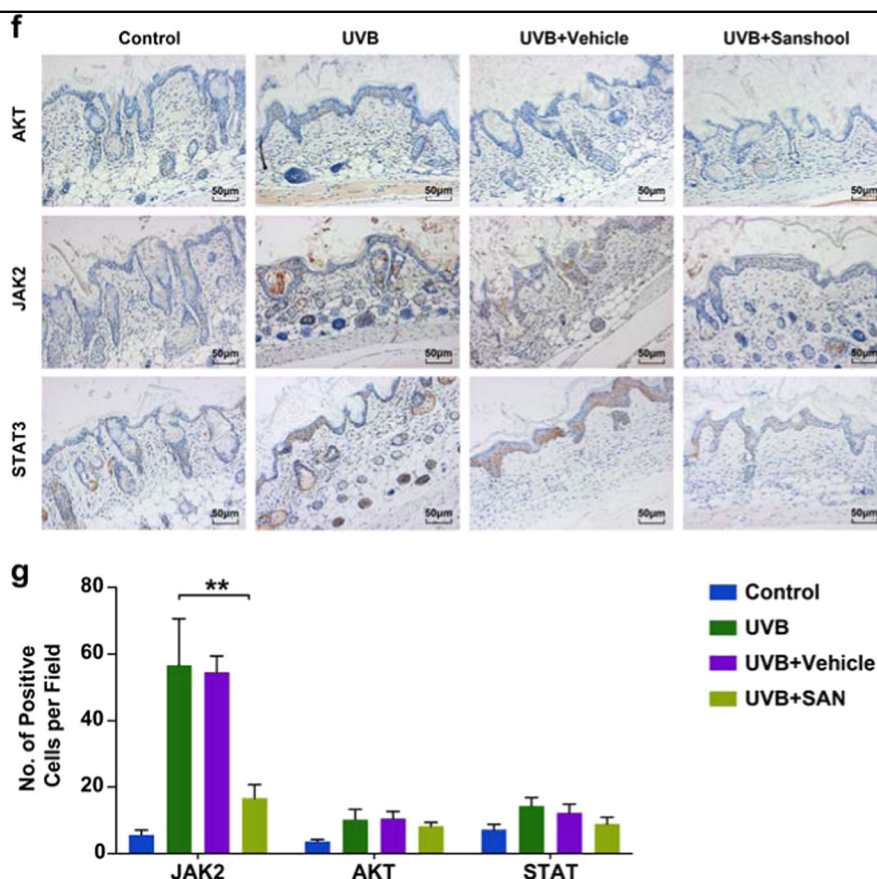 f
Control UVB UVB+Vehicle UVB+Sanshool
AKT
50μm 50μm 50μm 50μm
JAK2
50μm 50μm 50μm 50μm
STAT3
50μm 50μm 50μm 50μm
g
No. of Positive
Cells per Field
80
60
40
20
0
**
JAK2 AKT STAT
Control
UVB
UVB+Vehicle
UVB+SAN